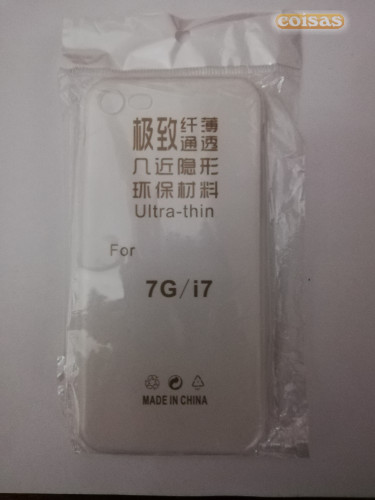 coisas
极致 纤薄
通透
几近隐形
环保材料
Ultra-thin
For
7G/i7
MADE IN CHINA